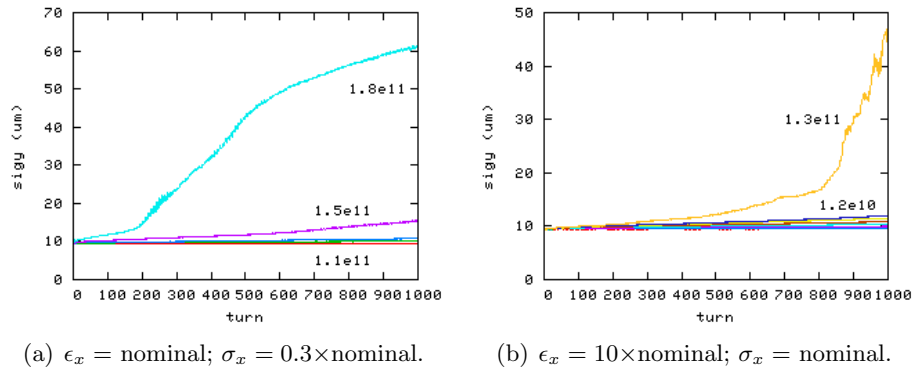 70
60
50
40
30
20
10
0
sigy (um)
1.8e11
1.5e11
1.1e11
0 100 200 300 400 500 600 700 800 900 1000
turn
50
40
30
20
10
0
sigy (um)
1.3e11
1.2e10
0 100 200 300 400 500 600 700 800 900 1000
turn
(a) ϵx = nominal; σx = 0.3×nominal.
(b) ϵx = 10×nominal; σx = nominal.